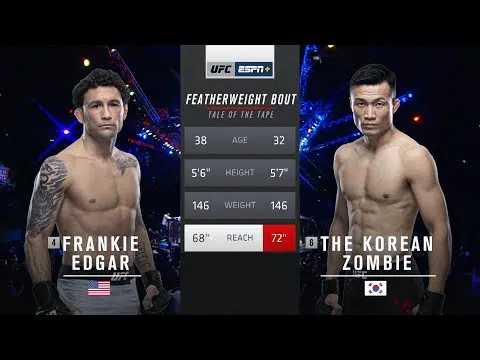 UFC ESPN+
FEATHERWEIGHT BOUT
TALE OF THE TAPE
38 AGE 32
5'6" HEIGHT 5'7"
146 WEIGHT 146
68" REACH 72"
4 FRANKIE
EDGAR
6 THE KOREAN
ZOMBIE
UFC
UFC